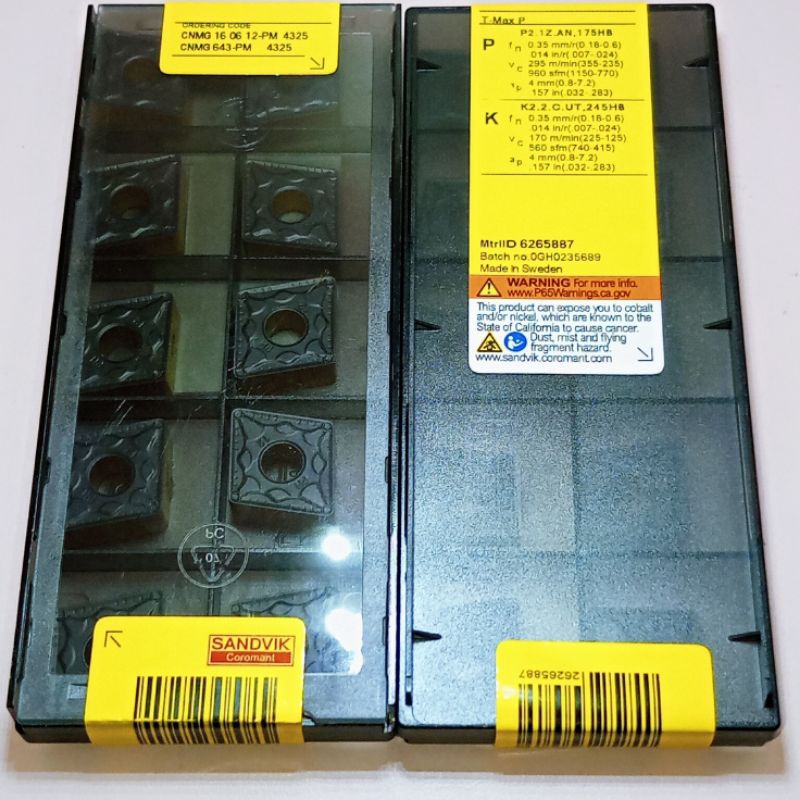 ORDERING CODE
CNMG 16 06 12-PM 4325
CNMG 643-PM 4325
PC
07
SANDVIK
Coromant
T-Max P
P2.1Z.AN,175HB
P fn 0.35 mm/r(0.18-0.6)
.014 in/r(.007-.024)
vc 295 m/min(355-235)
960 sfm(1150-770)
ap 4 mm(0.8-7.2)
.157 in(.032-.283)
K2.2.C.UT,245HB
K fn 0.35 mm/r(0.18-0.6)
.014 in/r(.007-.024)
vc 170 m/min(225-125)
560 sfm(740-415)
ap 4 mm(0.8-7.2)
.157 in(.032-.283)
MtrlID 6265887
Batch no.0GH0235689
Made in Sweden
WARNING For more info.
www.P65Warnings.ca.gov
This product can expose you to cobalt
and/or nickel, which are known to the
State of California to cause cancer.
Dust, mist and flying
fragment hazard.
www.sandvik.coromant.com
26265887